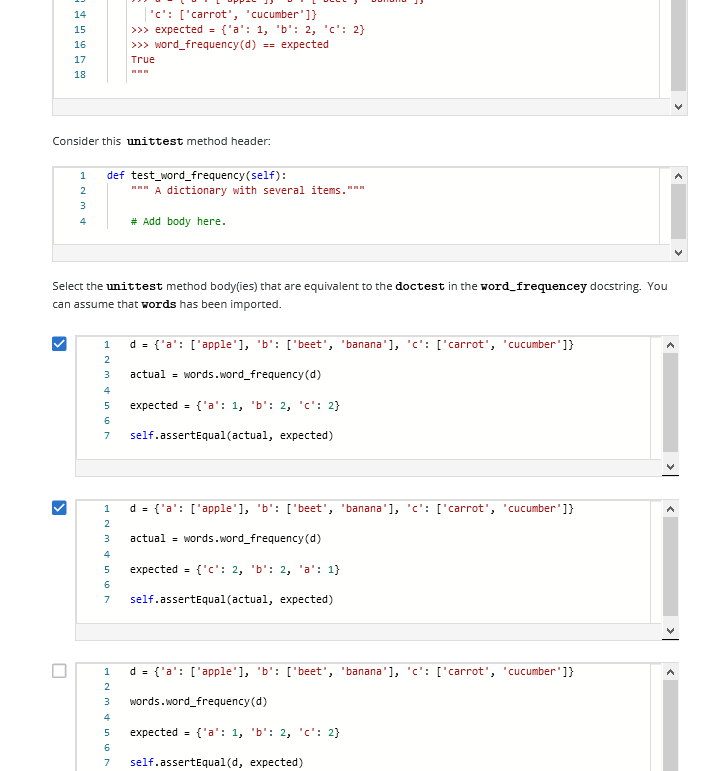 14 'c': ['carrot', 'cucumber']}
15 >>> expected = {'a': 1, 'b': 2, 'c': 2}
16 >>> word_frequency(d) == expected
17 True
18 """
Consider this unittest method header:
1 def test_word_frequency(self):
2 """ A dictionary with several items."""
3
4 # Add body here.
Select the unittest method body(ies) that are equivalent to the doctest in the word_frequencey docstring. You
can assume that words has been imported.
1 d = {'a': ['apple'], 'b': ['beet', 'banana'], 'c': ['carrot', 'cucumber']}
2
3 actual = words.word_frequency(d)
4
5 expected = {'a': 1, 'b': 2, 'c': 2}
6
7 self.assertEqual(actual, expected)
1 d = {'a': ['apple'], 'b': ['beet', 'banana'], 'c': ['carrot', 'cucumber']}
2
3 actual = words.word_frequency(d)
4
5 expected = {'c': 2, 'b': 2, 'a': 1}
6
7 self.assertEqual(actual, expected)
1 d = {'a': ['apple'], 'b': ['beet', 'banana'], 'c': ['carrot', 'cucumber']}
2
3 words.word_frequency(d)
4
5 expected = {'a': 1, 'b': 2, 'c': 2}
6
7 self.assertEqual(d, expected)